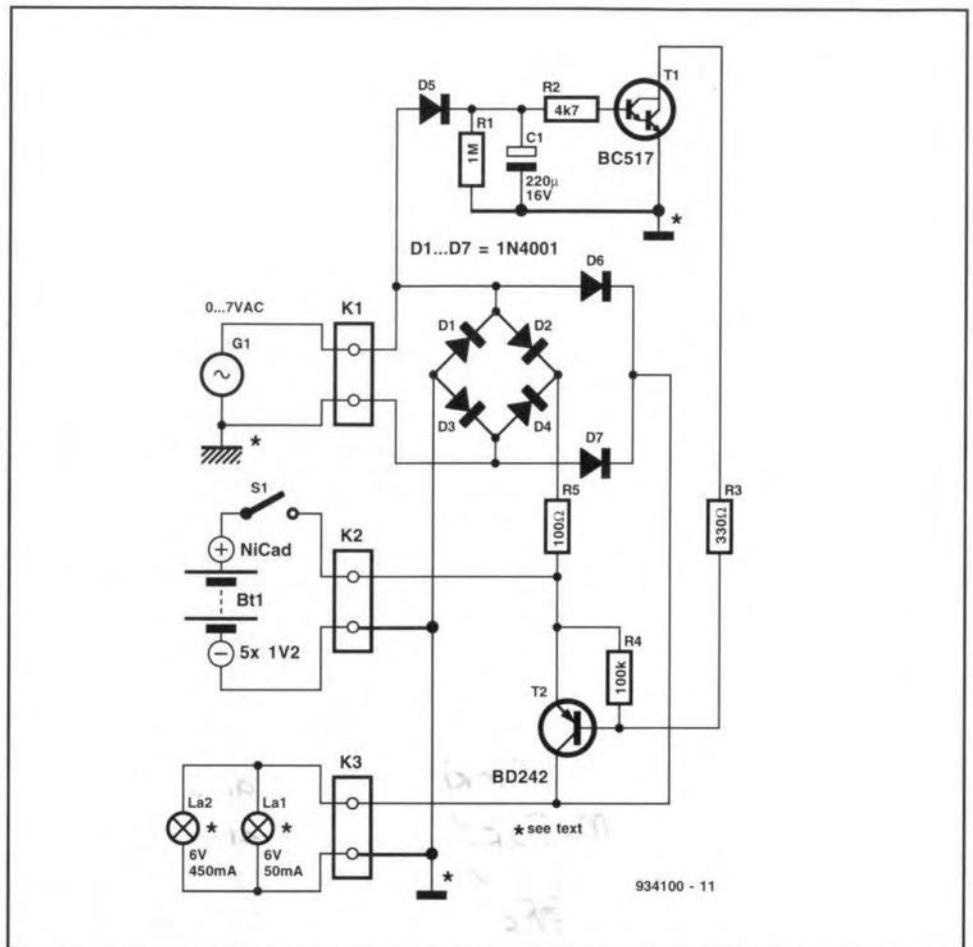 D5
R1
1M
C1
220µ
16V
R2
4k7
T1
BC517
*
D1...D7 = 1N4001
0...7VAC
G1
*
K1
D1
D2
D3
D4
D6
D7
R5
100Ω
R3
330Ω
S1
+ NiCad
Bt1
− 5x 1V2
K2
R4
100k
T2
BD242
K3
La2
*
6V
450mA
La1
*
6V
50mA
* see text
*
934100 - 11